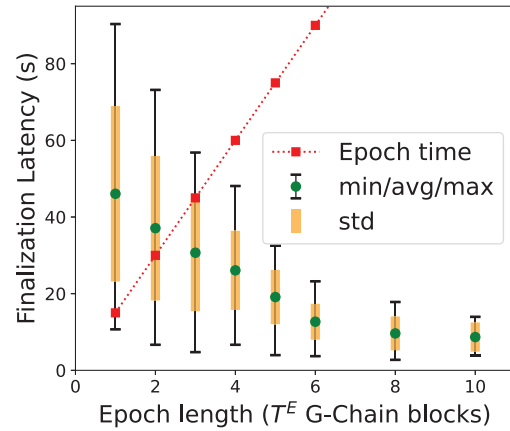 Finalization Latency (s)
80
60
40
20
0
Epoch time
min/avg/max
std
0 2 4 6 8 10
Epoch length (T^E G-Chain blocks)